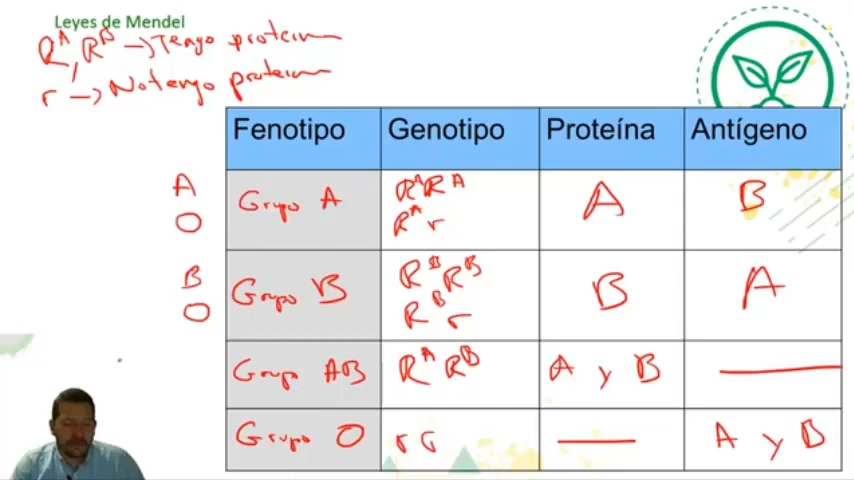 Leyes de Mendel
R^A, R^B → Tengo proteína
r → No tengo proteína
Fenotipo Genotipo Proteína Antígeno
A
O
Grupo A R^A R^A R^A r A B
B
O
Grupo B R^B R^B R^B r B A
Grupo AB R^A R^B A y B —
Grupo O r r — A y B